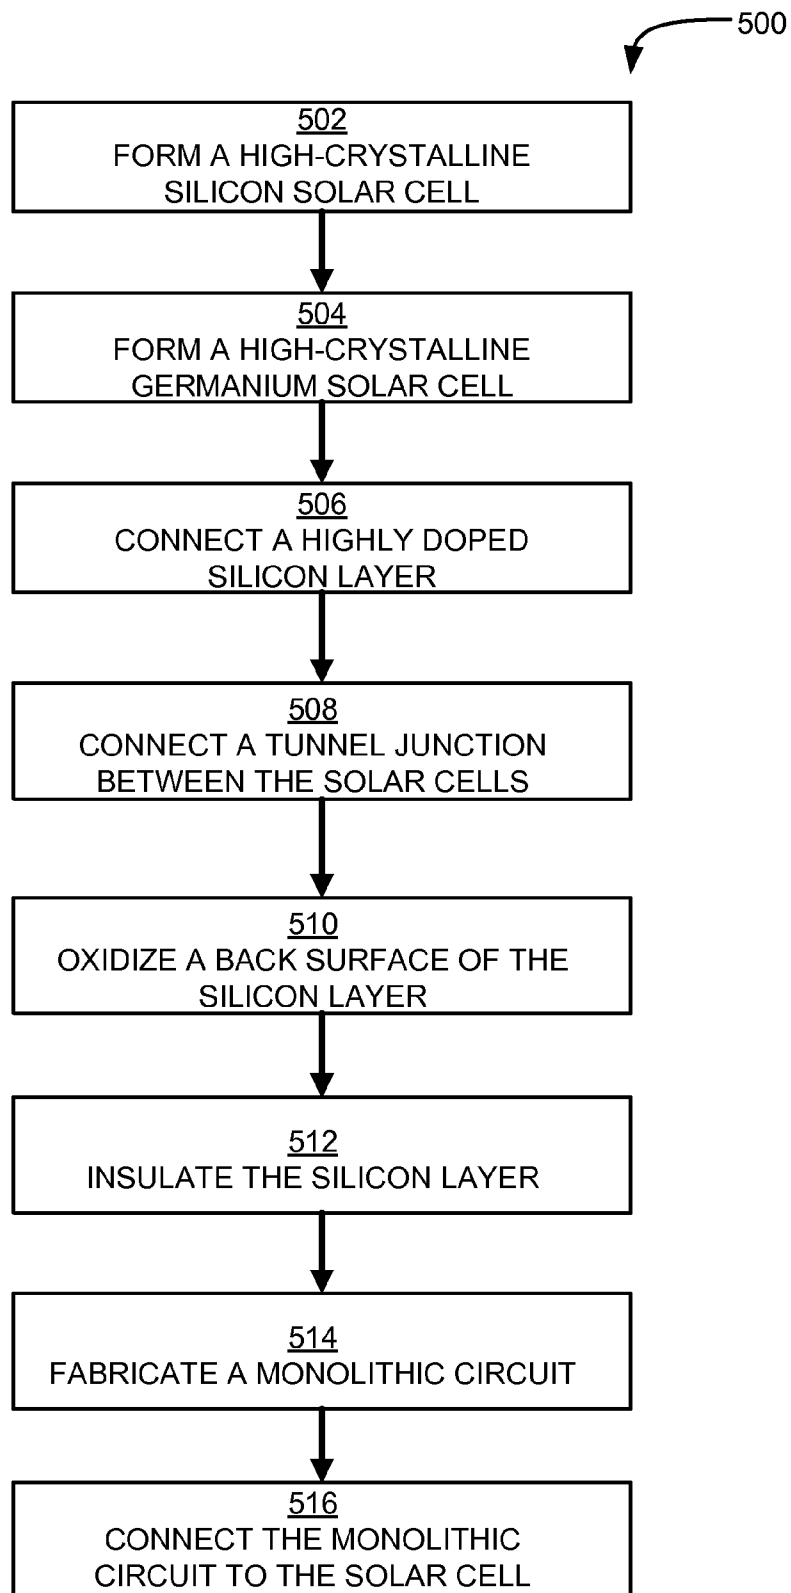 500
502
FORM A HIGH-CRYSTALLINE
SILICON SOLAR CELL
504
FORM A HIGH-CRYSTALLINE
GERMANIUM SOLAR CELL
506
CONNECT A HIGHLY DOPED
SILICON LAYER
508
CONNECT A TUNNEL JUNCTION
BETWEEN THE SOLAR CELLS
510
OXIDIZE A BACK SURFACE OF THE
SILICON LAYER
512
INSULATE THE SILICON LAYER
514
FABRICATE A MONOLITHIC CIRCUIT
516
CONNECT THE MONOLITHIC
CIRCUIT TO THE SOLAR CELL